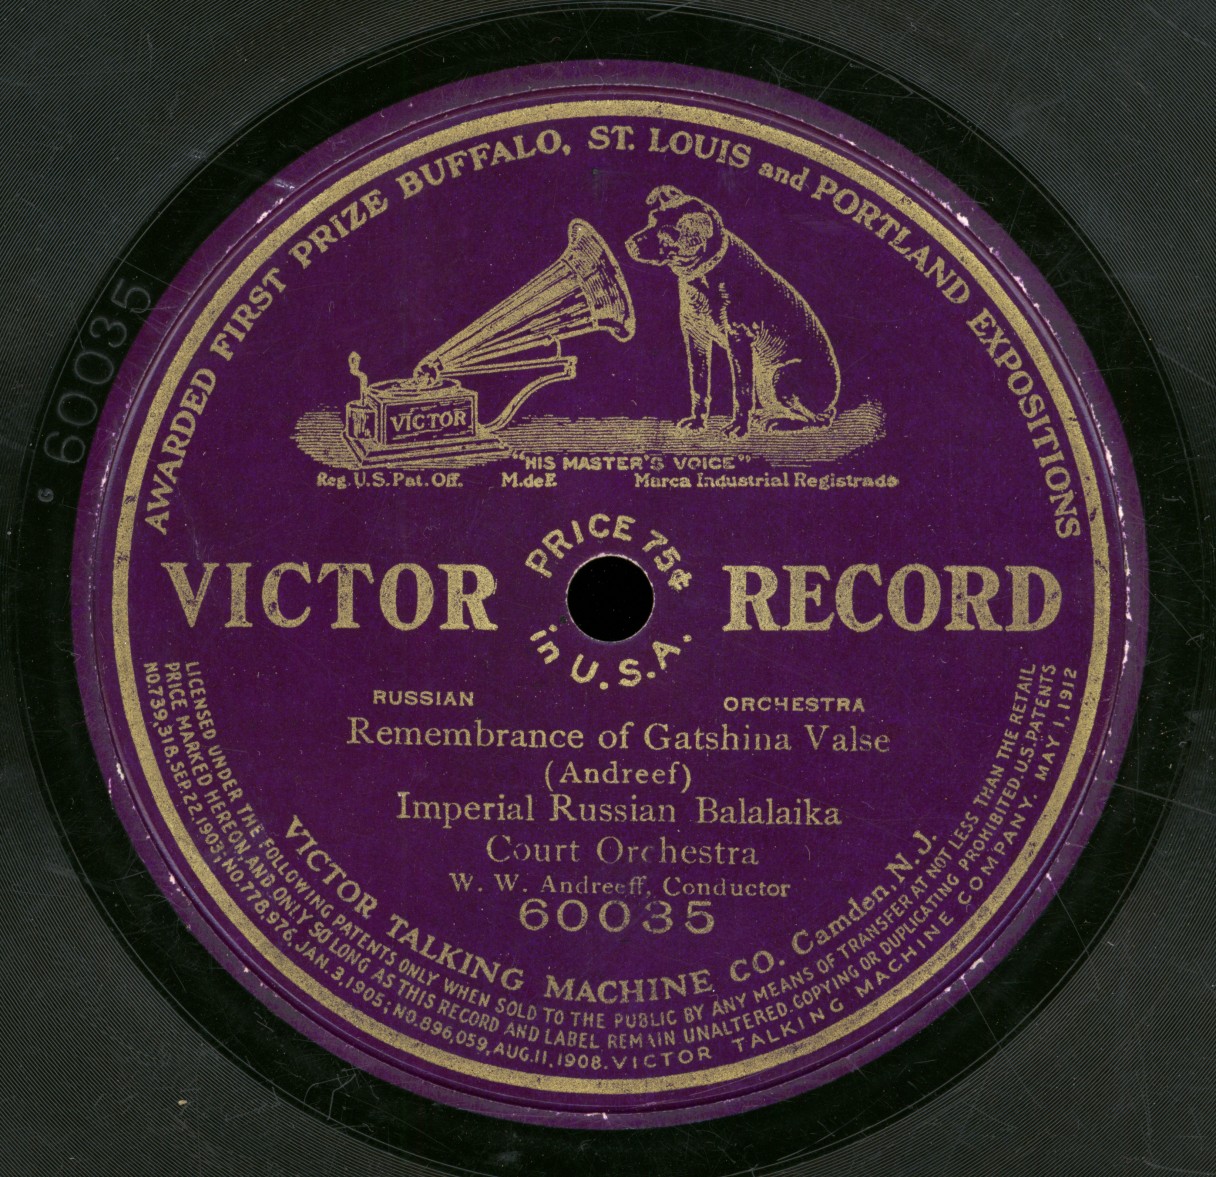 AWARDED FIRST PRIZE BUFFALO, ST. LOUIS and PORTLAND EXPOSITIONS
VICTOR
"HIS MASTER'S VOICE"
Reg. U.S. Pat. Off. M. de F. Marca Industrial Registrada
PRICE 75¢
VICTOR RECORD
in U.S.A.
RUSSIAN ORCHESTRA
Remembrance of Gatshina Valse
(Andreef)
Imperial Russian Balalaika
Court Orchestra
W. W. Andreeff, Conductor
60035
VICTOR TALKING MACHINE CO. Camden, N. J.
LICENSED UNDER THE FOLLOWING PATENTS ONLY WHEN SOLD TO THE PUBLIC BY ANY MEANS OF TRANSFER AT NOT LESS THAN THE RETAIL
PRICE MARKED HEREON, AND ONLY SO LONG AS THIS RECORD AND LABEL REMAIN UNALTERED. COPYING OR DUPLICATING PROHIBITED. U.S. PATENTS
NO. 739,318, SEP. 22, 1903; NO. 778,976, JAN. 3, 1905; NO. 896,059, AUG. 11, 1908. VICTOR TALKING MACHINE COMPANY. MAY 1, 1912
60035